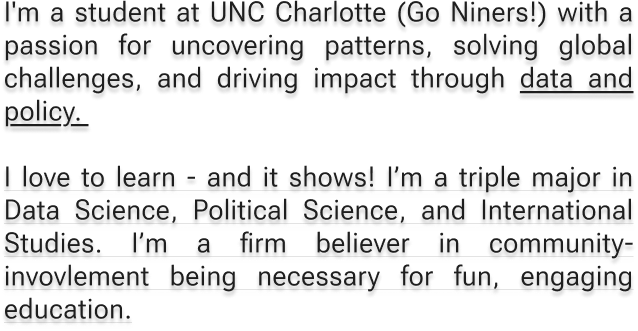 I'm a student at UNC Charlotte (Go Niners!) with a
passion for uncovering patterns, solving global
challenges, and driving impact through data and
policy.
I love to learn - and it shows! I’m a triple major in
Data Science, Political Science, and International
Studies. I’m a firm believer in community-
invovlement being necessary for fun, engaging
education.